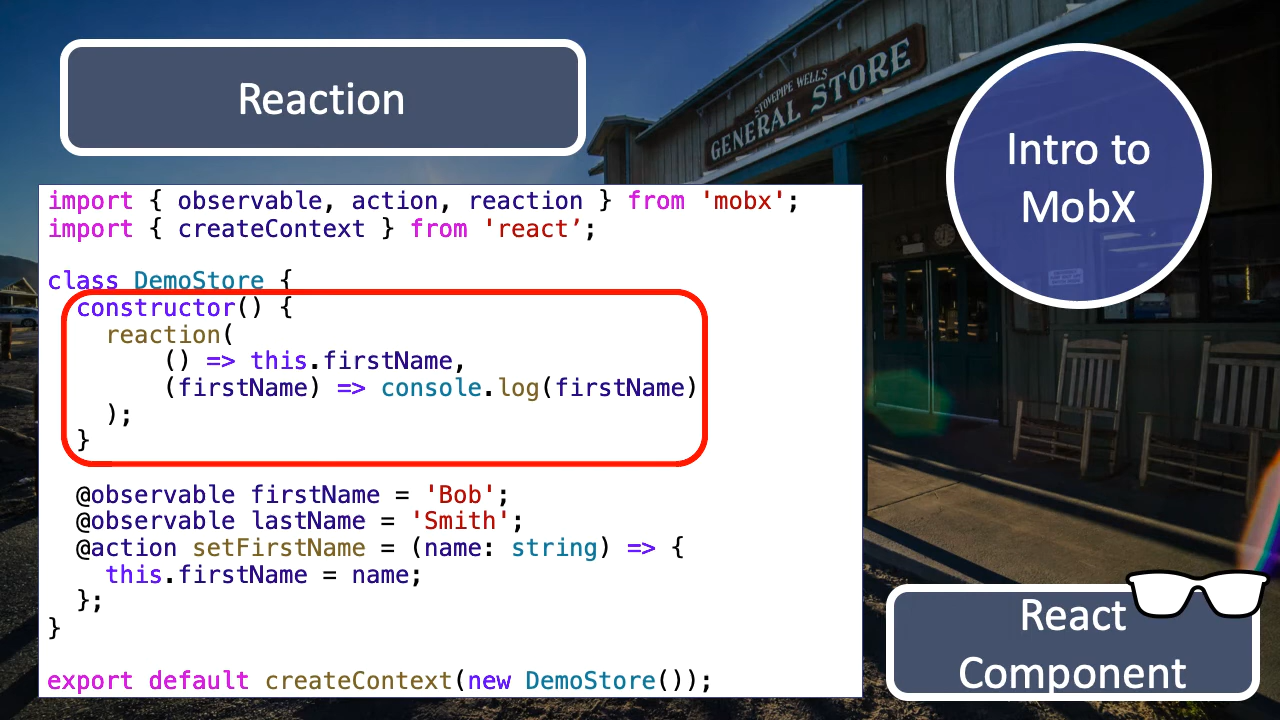 Reaction
STOVEPIPE WELLS
GENERAL STORE
Intro to
MobX
import { observable, action, reaction } from 'mobx';
import { createContext } from 'react’;
class DemoStore {
constructor() {
reaction(
() => this.firstName,
(firstName) => console.log(firstName)
);
}
@observable firstName = 'Bob';
@observable lastName = 'Smith';
@action setFirstName = (name: string) => {
this.firstName = name;
};
}
export default createContext(new DemoStore());
React
Component